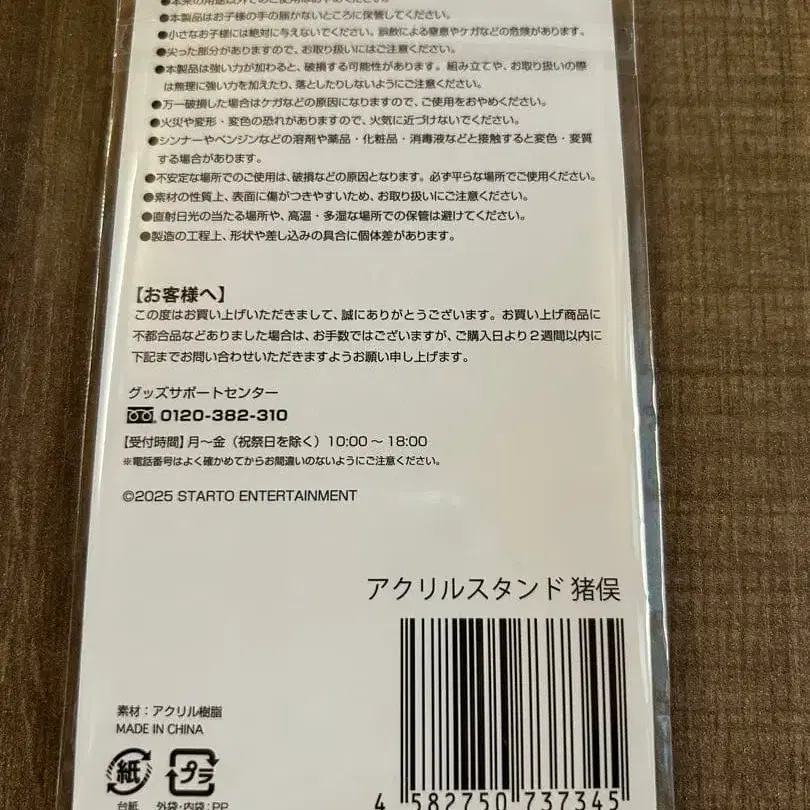 ●本来の用途以外でのご使用はおやめください。
●本製品はお子様の手の届かないところに保管してください。
●小さなお子様には絶対に与えないでください。誤飲による窒息やケガなどの危険があります。
●尖った部分がありますので、お取り扱いにはご注意ください。
●本製品は強い力が加わると、破損する可能性があります。組み立てや、お取り扱いの際
は無理に強い力を加えたり、落としたりしないようにご注意ください。
●万一破損した場合はケガなどの原因になりますので、ご使用をおやめください。
●火災や変形・変色の恐れがありますので、火気に近づけないでください。
●シンナーやベンジンなどの溶剤や薬品・化粧品・消毒液などと接触すると変色・変質
する場合があります。
●不安定な場所でのご使用は、破損などの原因となります。必ず平らな場所でご使用ください。
●素材の性質上、表面に傷がつきやすいため、お取り扱いにご注意ください。
●直射日光の当たる場所や、高温・多湿な場所での保管は避けてください。
●製造の工程上、形状や差し込みの具合に個体差があります。
【お客様へ】
この度はお買い上げいただきまして、誠にありがとうございます。お買い上げ商品に
不都合品などありました場合は、お手数ではございますが、ご購入日より2週間以内に
下記までお問い合わせいただきますようお願い申し上げます。
グッズサポートセンター
0120-382-310
【受付時間】月～金（祝祭日を除く）10:00～18:00
※電話番号はよく確かめてからお間違いのないようにご注意ください。
©2025 STARTO ENTERTAINMENT
アクリルスタンド 猪俣
素材：アクリル樹脂
MADE IN CHINA
紙
プラ
台紙
外袋・内袋：PP
4 582750 737345